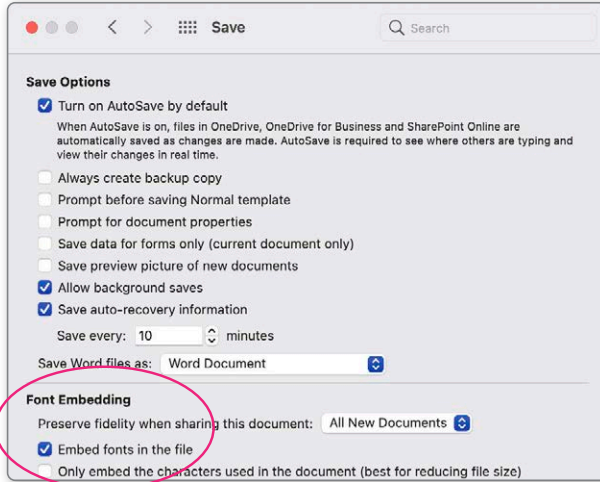 Save
Search
Save Options
Turn on AutoSave by default
When AutoSave is on, files in OneDrive, OneDrive for Business and SharePoint Online are
automatically saved as changes are made. AutoSave is required to see where others are typing and
view their changes in real time.
Always create backup copy
Prompt before saving Normal template
Prompt for document properties
Save data for forms only (current document only)
Save preview picture of new documents
Allow background saves
Save auto-recovery information
Save every: 10 minutes
Save Word files as: Word Document
Font Embedding
Preserve fidelity when sharing this document: All New Documents
Embed fonts in the file
Only embed the characters used in the document (best for reducing file size)